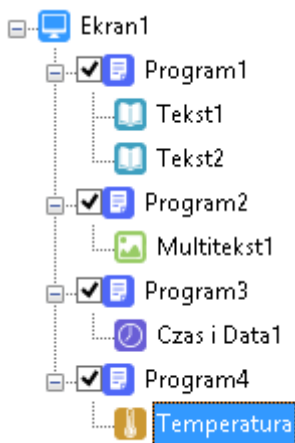 Ekran1
Program1
Tekst1
Tekst2
Program2
Multitekst1
Program3
Czas i Data1
Program4
Temperatura